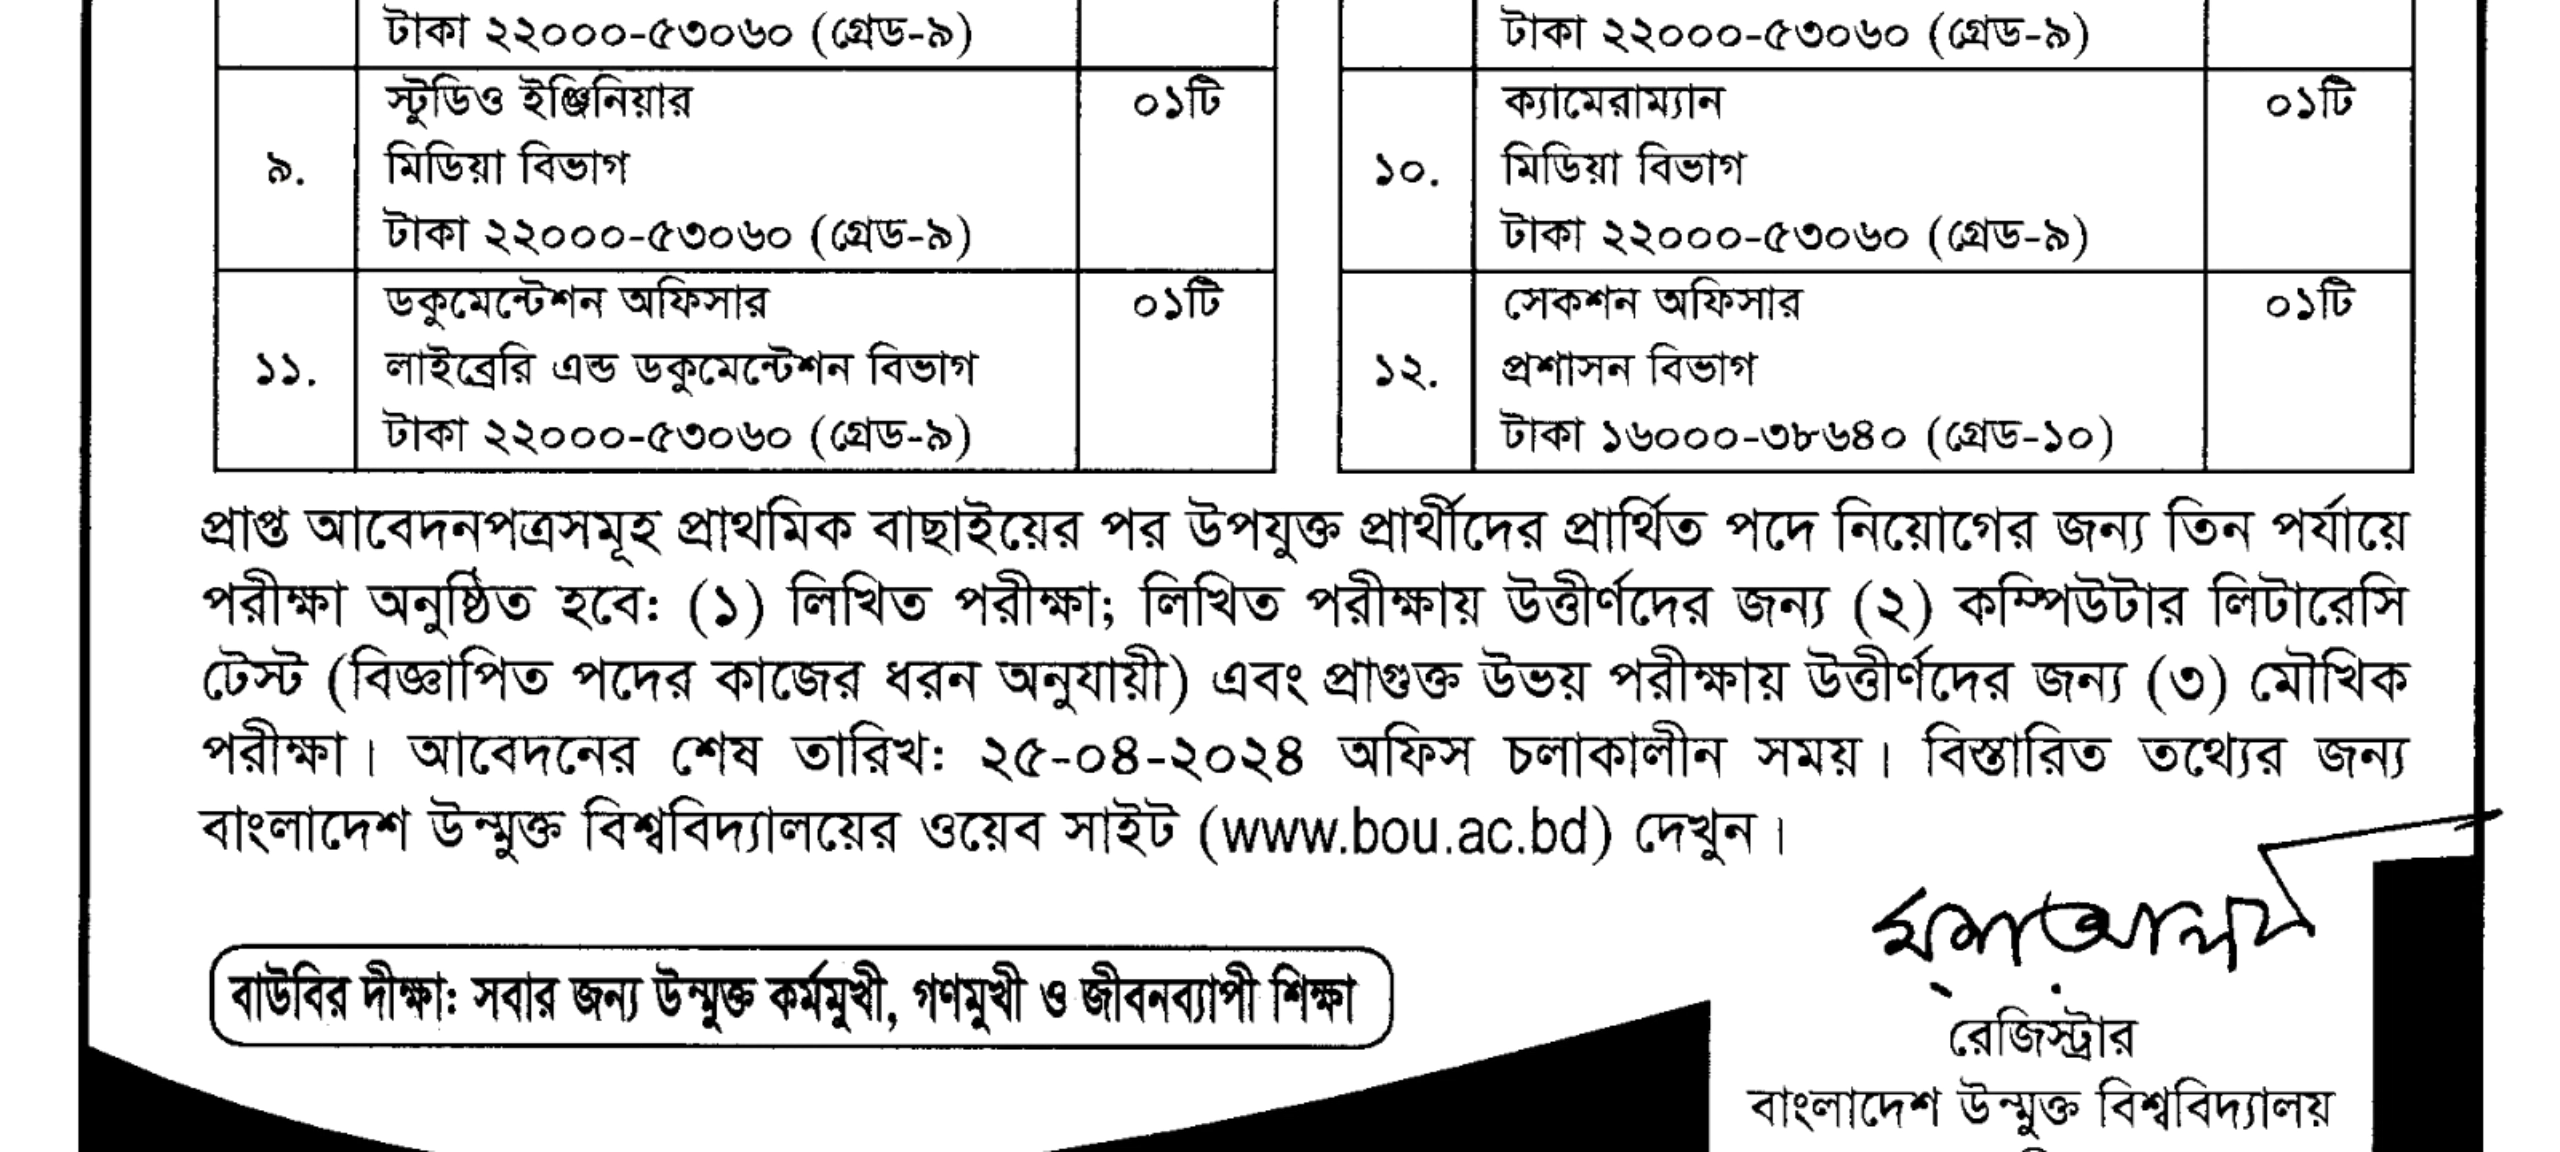 টাকা ২২০০০-৫৩০৬০ (গ্রেড-৯)
স্টুডিও ইঞ্জিনিয়ার
০১টি
৯.
মিডিয়া বিভাগ
টাকা ২২০০০-৫৩০৬০ (গ্রেড-৯)
ডকুমেন্টেশন অফিসার
০১টি
১১.
লাইব্রেরি এন্ড ডকুমেন্টেশন বিভাগ
টাকা ২২০০০-৫৩০৬০ (গ্রেড-৯)
টাকা ২২০০০-৫৩০৬০ (গ্রেড-৯)
ক্যামেরাম্যান
০১টি
১০.
মিডিয়া বিভাগ
টাকা ২২০০০-৫৩০৬০ (গ্রেড-৯)
সেকশন অফিসার
০১টি
১২.
প্রশাসন বিভাগ
টাকা ১৬০০০-৩৮৬৪০ (গ্রেড-১০)
প্রাপ্ত আবেদনপত্রসমূহ প্রাথমিক বাছাইয়ের পর উপযুক্ত প্রার্থীদের প্রার্থিত পদে নিয়োগের জন্য তিন পর্যায়ে
পরীক্ষা অনুষ্ঠিত হবে: (১) লিখিত পরীক্ষা; লিখিত পরীক্ষায় উত্তীর্ণদের জন্য (২) কম্পিউটার লিটারেসি
টেস্ট (বিজ্ঞাপিত পদের কাজের ধরন অনুযায়ী) এবং প্রাগুক্ত উভয় পরীক্ষায় উত্তীর্ণদের জন্য (৩) মৌখিক
পরীক্ষা। আবেদনের শেষ তারিখ: ২৫-০৪-২০২৪ অফিস চলাকালীন সময়। বিস্তারিত তথ্যের জন্য
বাংলাদেশ উন্মুক্ত বিশ্ববিদ্যালয়ের ওয়েব সাইট (www.bou.ac.bd) দেখুন।
বাউবির দীক্ষা: সবার জন্য উন্মুক্ত কর্মমুখী, গণমুখী ও জীবনব্যাপী শিক্ষা
রেজিস্ট্রার
বাংলাদেশ উন্মুক্ত বিশ্ববিদ্যালয়